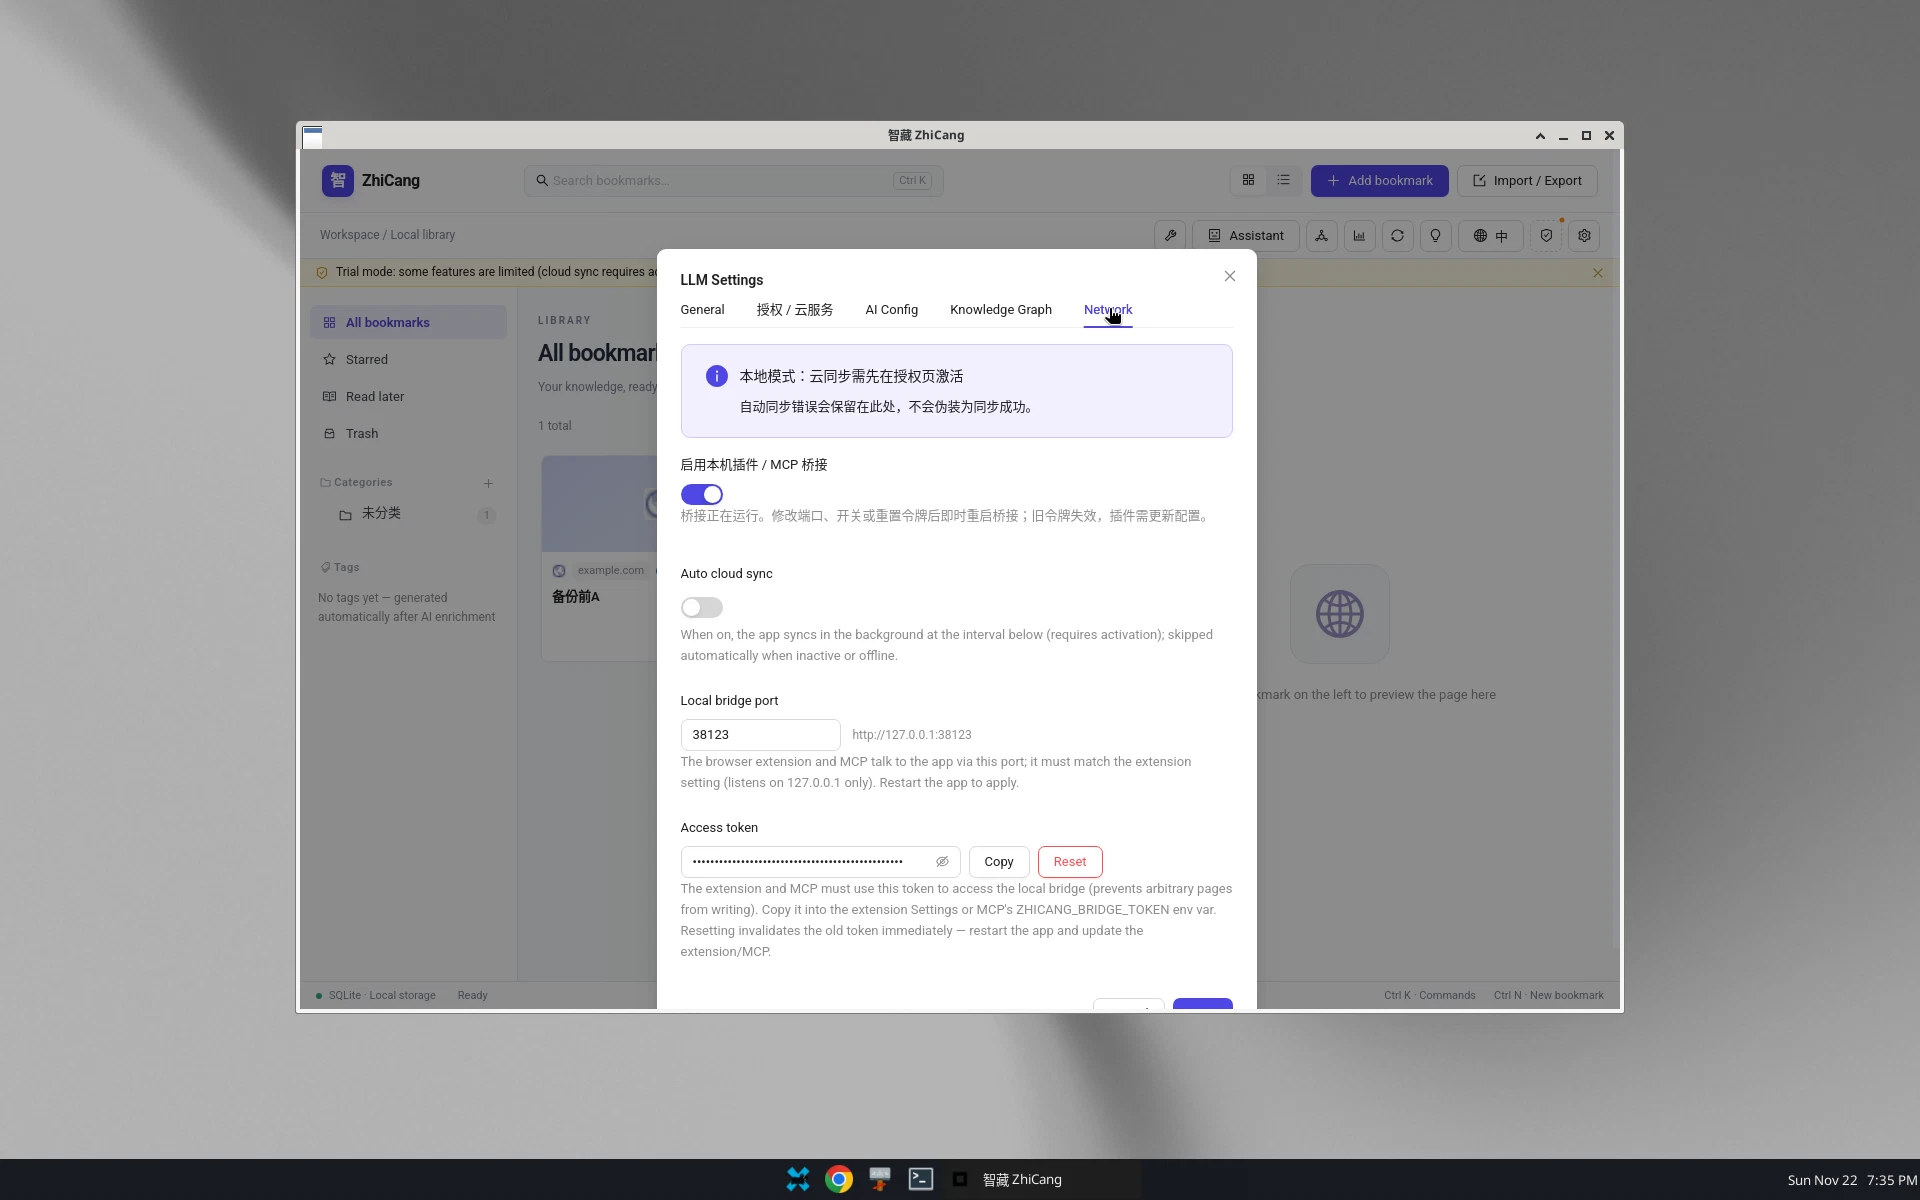 智藏 ZhiCang
智 ZhiCang
Search bookmarks...
Ctrl K
Add bookmark
Import / Export
Workspace / Local library
Assistant
中
Trial mode: some features are limited (cloud sync requires ac
All bookmarks
Starred
Read later
Trash
Categories
未分类
1
Tags
No tags yet — generated
automatically after AI enrichment
LIBRARY
All bookmar
Your knowledge, ready
1 total
example.com
备份前A
LLM Settings
General
授权 / 云服务
AI Config
Knowledge Graph
Network
本地模式：云同步需先在授权页激活
自动同步错误会保留在此处，不会伪装为同步成功。
启用本机插件 / MCP 桥接
桥接正在运行。修改端口、开关或重置令牌后即时重启桥接；旧令牌失效，插件需更新配置。
Auto cloud sync
When on, the app syncs in the background at the interval below (requires activation); skipped
automatically when inactive or offline.
Local bridge port
38123
http://127.0.0.1:38123
The browser extension and MCP talk to the app via this port; it must match the extension
setting (listens on 127.0.0.1 only). Restart the app to apply.
Access token
Copy
Reset
The extension and MCP must use this token to access the local bridge (prevents arbitrary pages
from writing). Copy it into the extension Settings or MCP's ZHICANG_BRIDGE_TOKEN env var.
Resetting invalidates the old token immediately — restart the app and update the
extension/MCP.
kmark on the left to preview the page here
SQLite · Local storage
Ready
Ctrl K · Commands
Ctrl N · New bookmark
智藏 ZhiCang
Sun Nov 22 7:35 PM